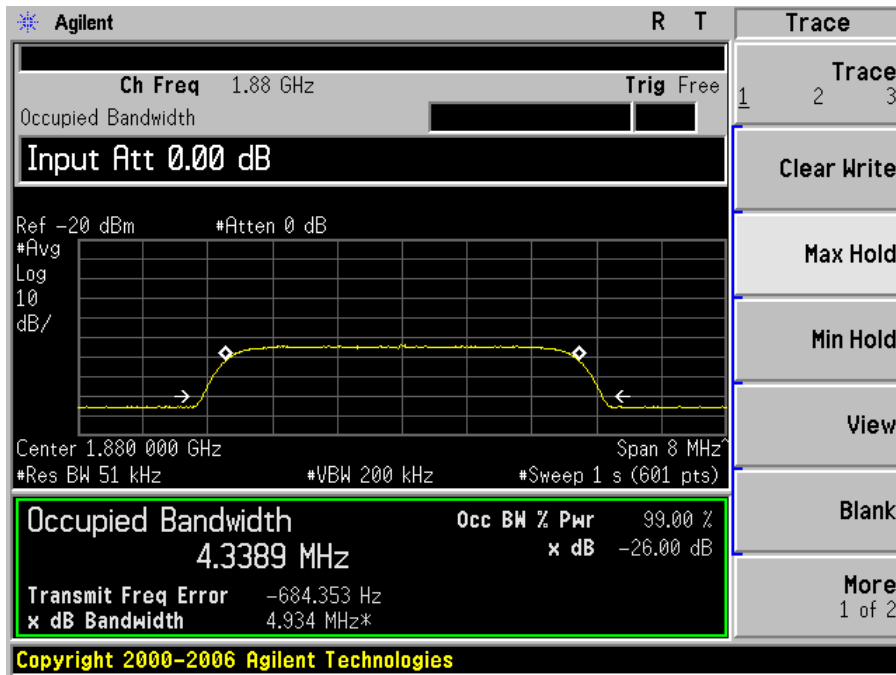 Agilent R T Trace
Ch Freq 1.88 GHz Trig Free
Occupied Bandwidth
Input Att 0.00 dB
Ref -20 dBm #Atten 0 dB
#Avg
Log
10
dB/
Center 1.880 000 GHz Span 8 MHz^
#Res BW 51 kHz #VBW 200 kHz #Sweep 1 s (601 pts)
Occupied Bandwidth Occ BW % Pwr 99.00 %
4.3389 MHz x dB -26.00 dB
Transmit Freq Error -684.353 Hz
x dB Bandwidth 4.934 MHz*
Trace
1 2 3
Clear Write
Max Hold
Min Hold
View
Blank
More
1 of 2
Copyright 2000-2006 Agilent Technologies